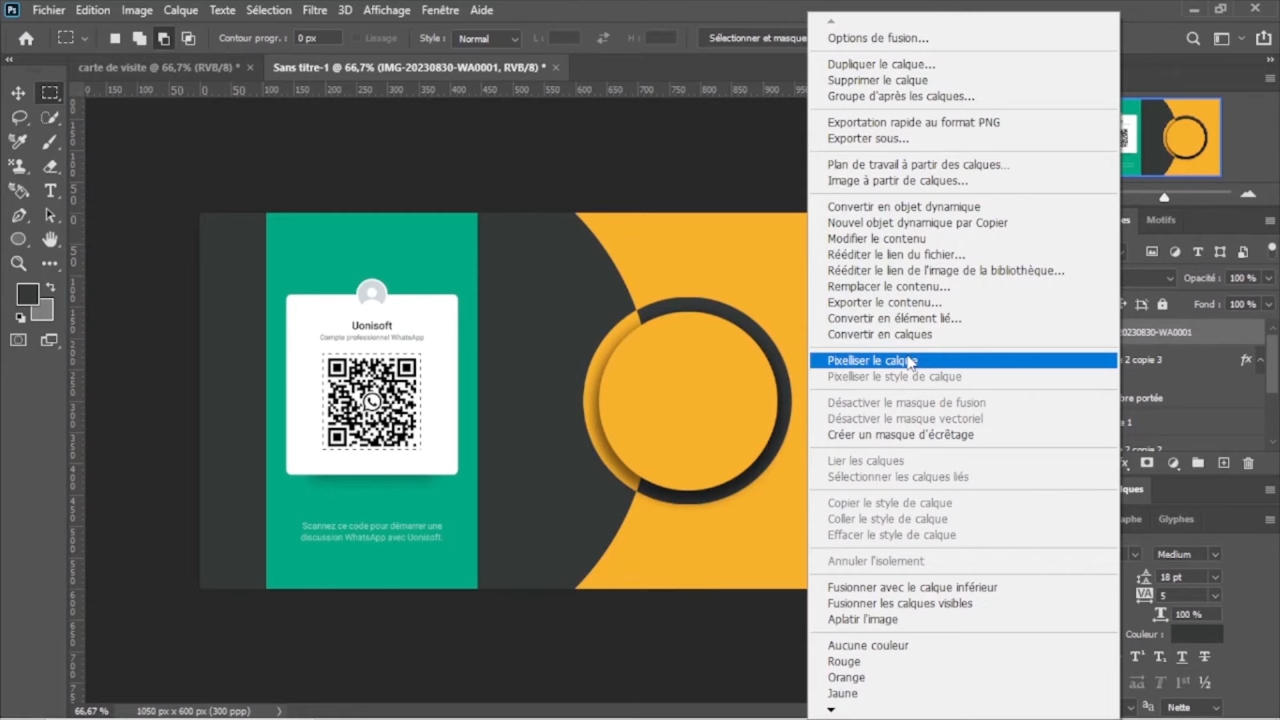 Ps Fichier Edition Image Calque Texte Sélection Filtre 3D Affichage Fenêtre Aide
Contour progr. : 0 px Lissage Style : Normal L : H : Sélectionner et masque
carte de visite @ 66,7% (RVB/8) * × Sans titre-1 @ 66,7% (IMG-20230830-WA0001, RVB/8) * ×
0 150 100 50 0 50 100 150 200 250 300 350 400 450 500 550 600 650 700 750 800 850 900
Uonisoft
Compte professionnel WhatsApp
Scannez ce code pour démarrer une
discussion WhatsApp avec Uonisoft.
Options de fusion...
Dupliquer le calque...
Supprimer le calque
Groupe d'après les calques...
Exportation rapide au format PNG
Exporter sous...
Plan de travail à partir des calques...
Image à partir de calques...
Convertir en objet dynamique
Nouvel objet dynamique par Copier
Modifier le contenu
Rééditer le lien du fichier...
Rééditer le lien de l'image de la bibliothèque...
Remplacer le contenu...
Exporter le contenu...
Convertir en élément lié...
Convertir en calques
Pixelliser le calque
Pixelliser le style de calque
Désactiver le masque de fusion
Désactiver le masque vectoriel
Créer un masque d'écrêtage
Lier les calques
Sélectionner les calques liés
Copier le style de calque
Coller le style de calque
Effacer le style de calque
Annuler l'isolement
Fusionner avec le calque inférieur
Fusionner les calques visibles
Aplatir l'image
Aucune couleur
Rouge
Orange
Jaune
Motifs
Opacité : 100 %
Fond : 100 %
20230830-WA0001
2 copie 3 fx
bre portée
e 1
2 copie 2
Glyphes
Medium
18 pt
VA 5
100 %
Couleur :
Nette
66,67 % 1050 px x 600 px (300 ppp)